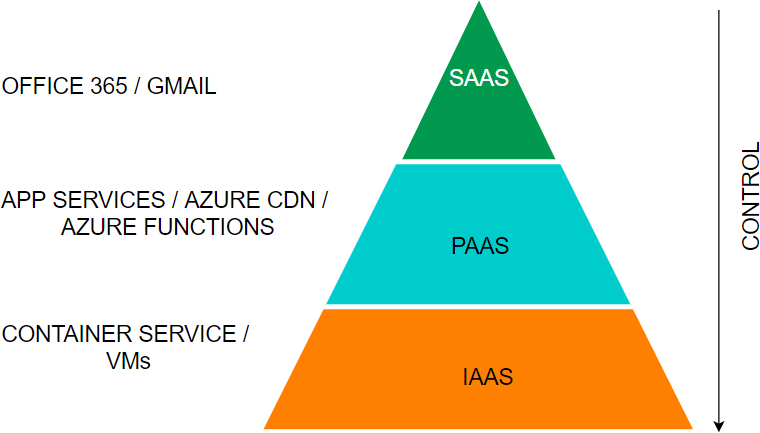 SAAS
OFFICE 365 / GMAIL
CONTROL
APP SERVICES / AZURE CDN /
AZURE FUNCTIONS
PAAS
CONTAINER SERVICE /
VMs
IAAS